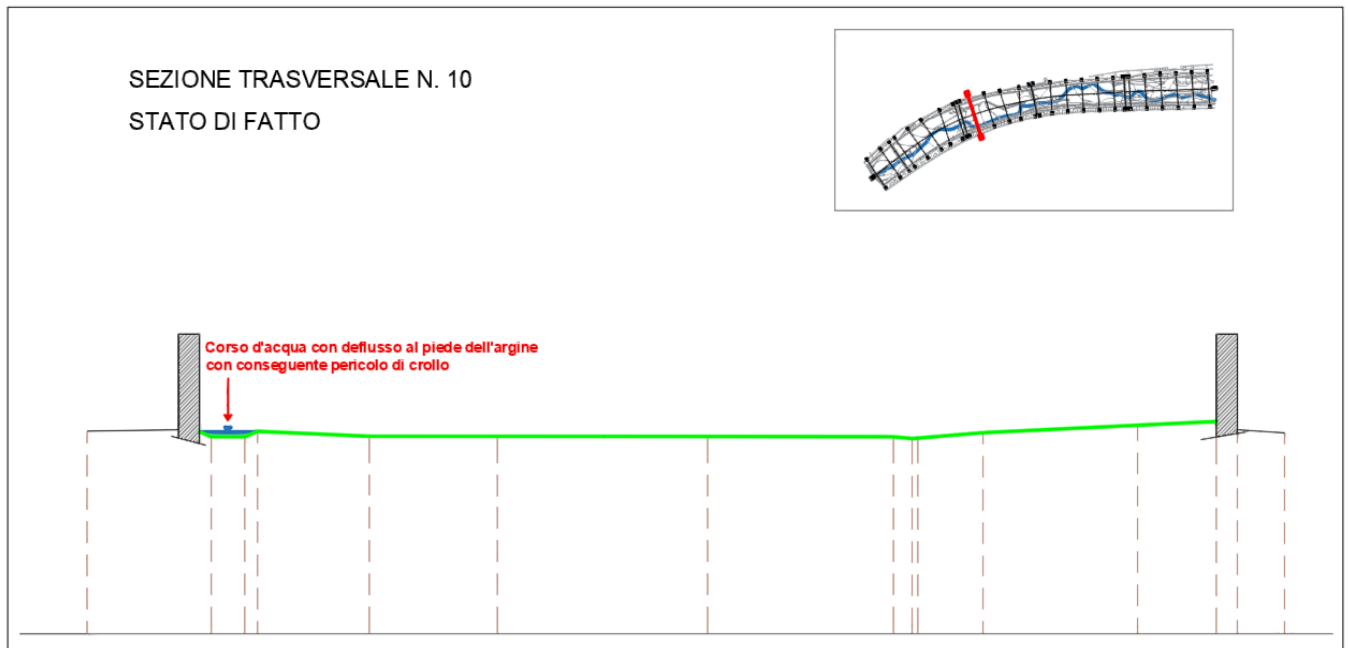 SEZIONE TRASVERSALE N. 10
STATO DI FATTO
Corso d'acqua con deflusso al piede dell'argine
con conseguente pericolo di crollo